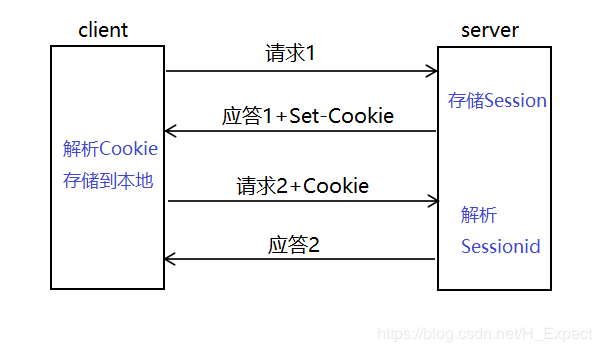 client
server
请求1
存储Session
应答1+Set-Cookie
解析Cookie
存储到本地
请求2+Cookie
解析
Sessionid
应答2
https://blog.csdn.net/H_Expect